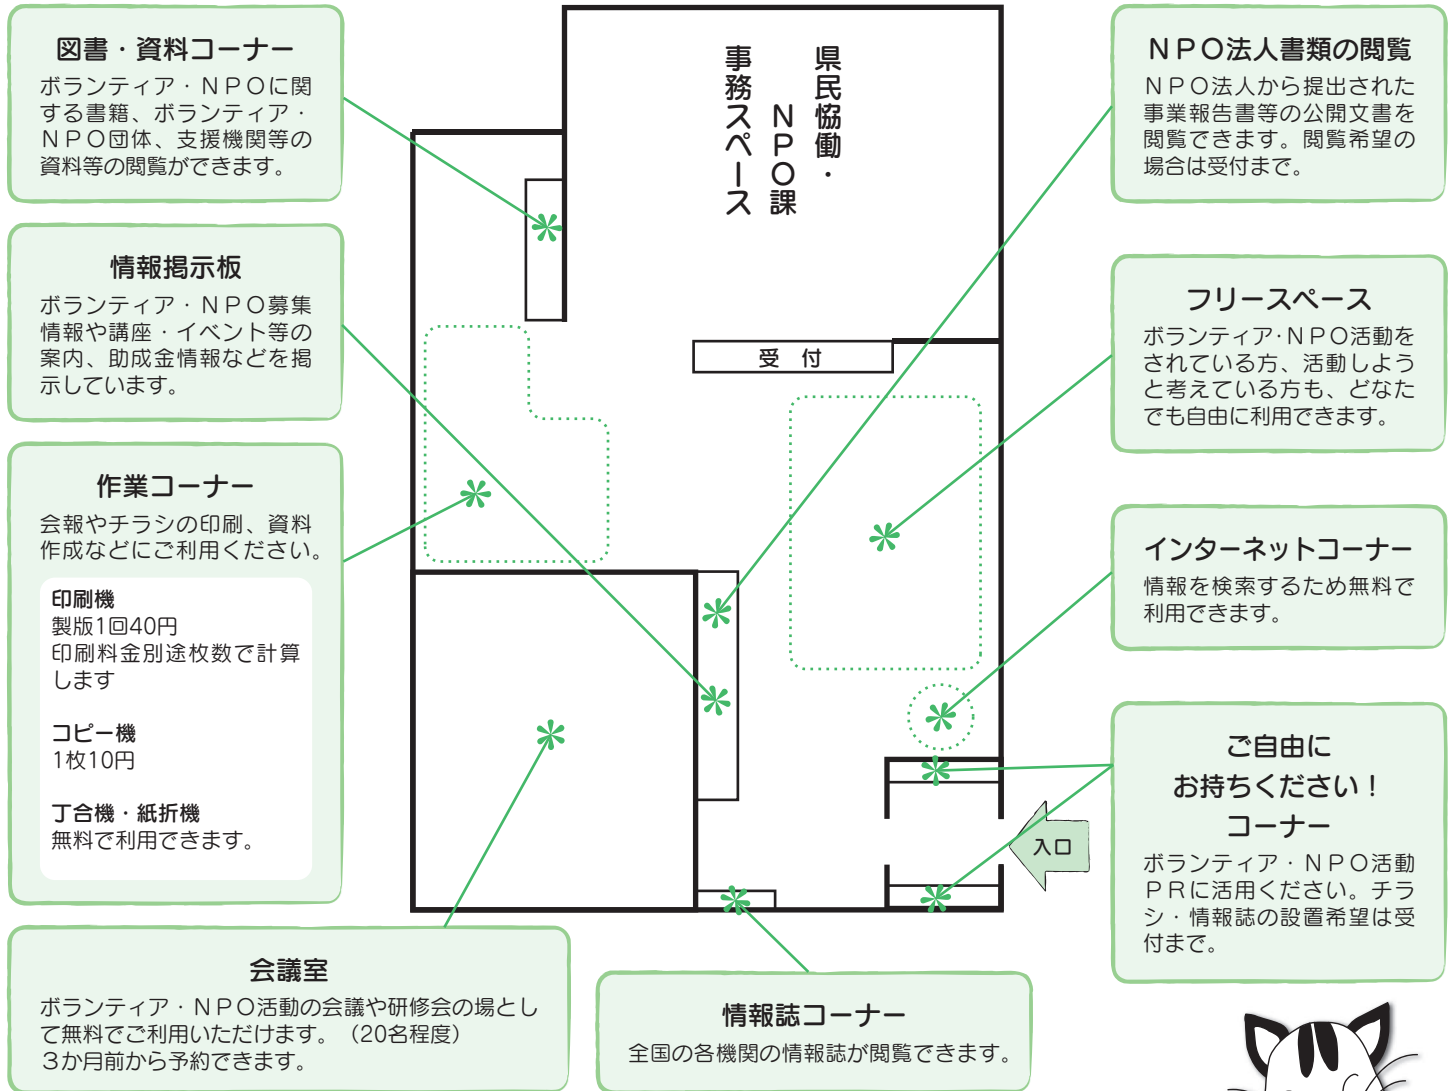 図書・資料コーナー
ボランティア・ＮＰＯに関
する書籍、ボランティア・
ＮＰＯ団体、支援機関等の
資料等の閲覧ができます。
情報掲示板
ボランティア・ＮＰＯ募集
情報や講座・イベント等の
案内、助成金情報などを掲
示しています。
作業コーナー
会報やチラシの印刷、資料
作成などにご利用ください。
印刷機
製版1回40円
印刷料金別途枚数で計算
します
コピー機
1枚10円
丁合機・紙折機
無料で利用できます。
県民協働・
ＮＰＯ課
事務スペース
受　付
入口
ＮＰＯ法人書類の閲覧
ＮＰＯ法人から提出された
事業報告書等の公開文書を
閲覧できます。閲覧希望の
場合は受付まで。
フリースペース
ボランティア・ＮＰＯ活動を
されている方、活動しよう
と考えている方も、どなた
でも自由に利用できます。
インターネットコーナー
情報を検索するため無料で
利用できます。
ご自由に
お持ちください！
コーナー
ボランティア・ＮＰＯ活動
ＰＲに活用ください。チラ
シ・情報誌の設置希望は受
付まで。
会議室
ボランティア・ＮＰＯ活動の会議や研修会の場とし
て無料でご利用いただけます。（20名程度）
３か月前から予約できます。
情報誌コーナー
全国の各機関の情報誌が閲覧できます。